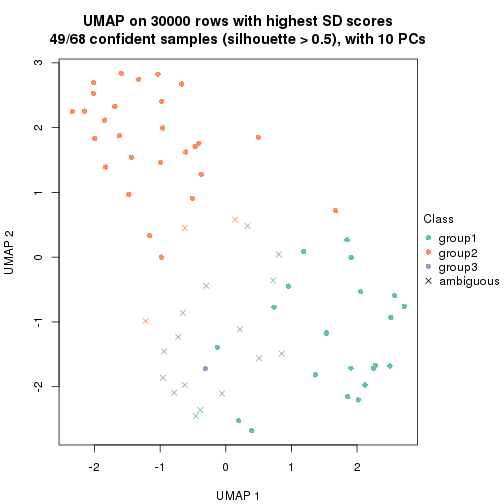 UMAP on 30000 rows with highest SD scores
49/68 confident samples (silhouette > 0.5), with 10 PCs
3
2
1
0
-1
-2
UMAP 2
-2
-1
0
1
2
UMAP 1
Class
group1
group2
group3
ambiguous